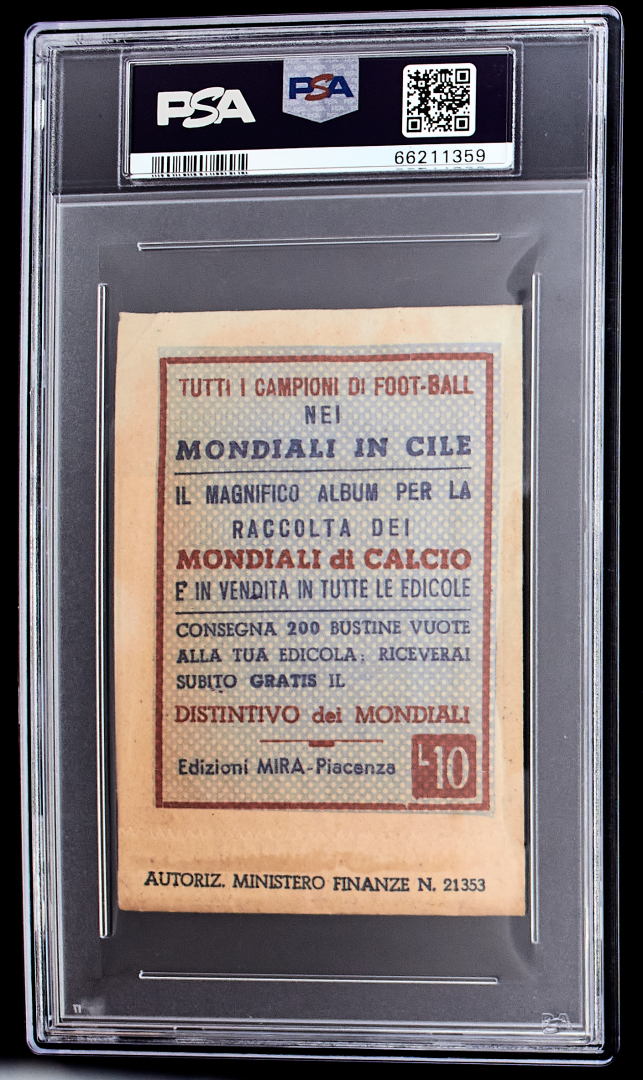 PSA
PSA
66211359
TUTTI I CAMPIONI DI FOOT-BALL
NEI
MONDIALI IN CILE
IL MAGNIFICO ALBUM PER LA
RACCOLTA DEI
MONDIALI di CALCIO
E' IN VENDITA IN TUTTE LE EDICOLE
CONSEGNA 200 BUSTINE VUOTE
ALLA TUA EDICOLA; RICEVERAI
SUBITO GRATIS IL
DISTINTIVO dei MONDIALI
Edizioni MIRA-Piacenza
L10
AUTORIZ. MINISTERO FINANZE N. 21353
PSA